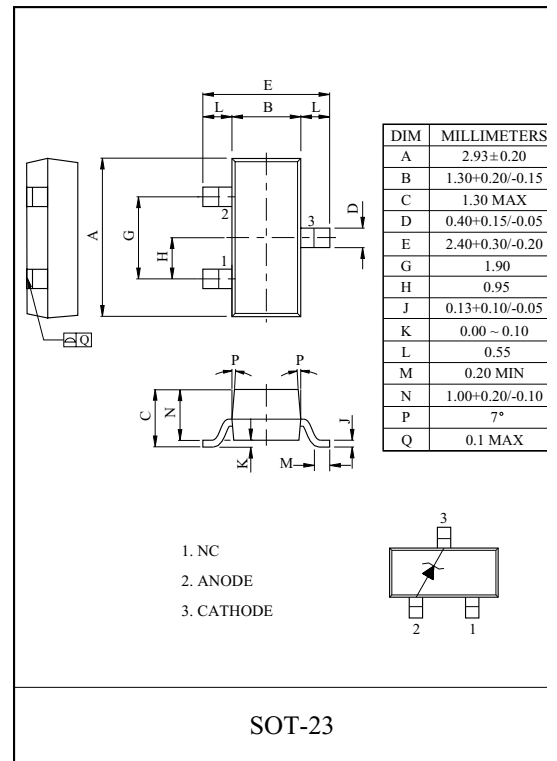 E
L B L
A
G
H
D
2
3
1
⌓ Q
P P
C
N
J
K
M
DIM MILLIMETERS
A 2.93±0.20
B 1.30+0.20/-0.15
C 1.30 MAX
D 0.40+0.15/-0.05
E 2.40+0.30/-0.20
G 1.90
H 0.95
J 0.13+0.10/-0.05
K 0.00 ~ 0.10
L 0.55
M 0.20 MIN
N 1.00+0.20/-0.10
P 7°
Q 0.1 MAX
1. NC
2. ANODE
3. CATHODE
3
2 1
SOT-23